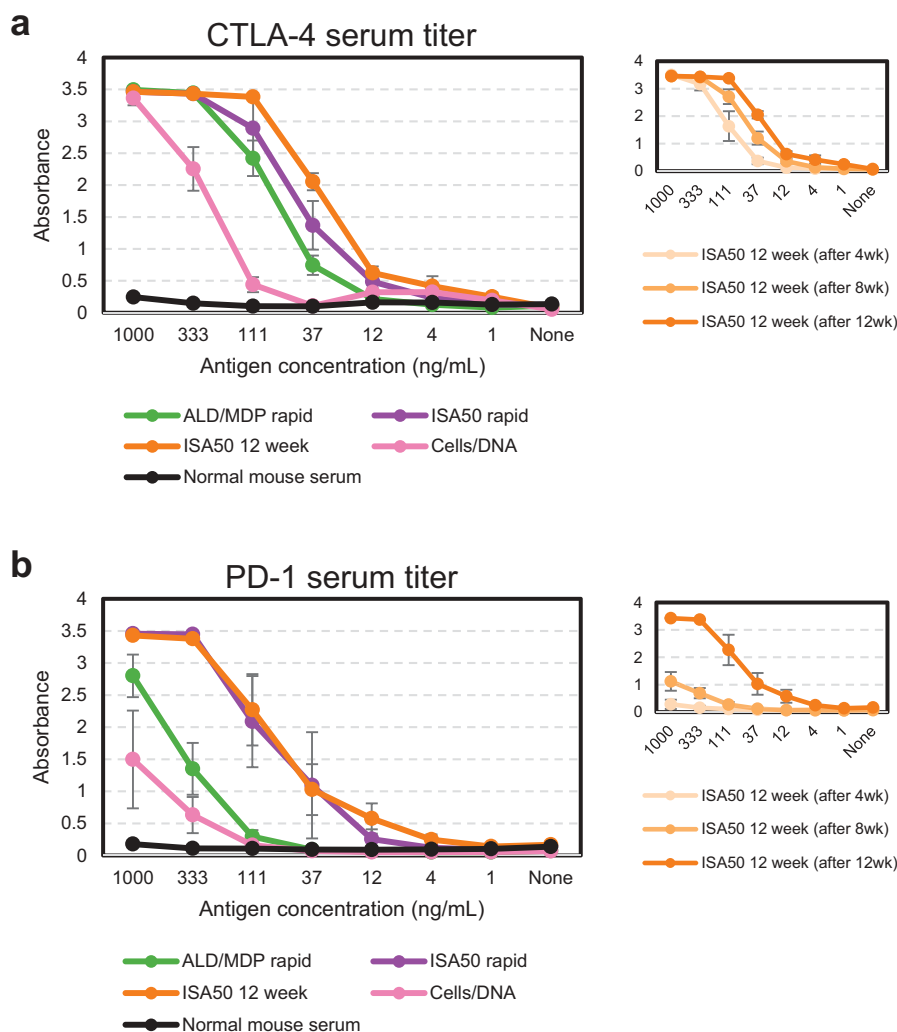 a
CTLA-4 serum titer
Absorbance
4
3.5
3
2.5
2
1.5
1
0.5
0
1000 333 111 37 12 4 1 None
Antigen concentration (ng/mL)
ALD/MDP rapid ISA50 rapid
ISA50 12 week Cells/DNA
Normal mouse serum
4
3
2
1
0
1000 333 111 37 12 4 1 None
ISA50 12 week (after 4wk)
ISA50 12 week (after 8wk)
ISA50 12 week (after 12wk)
b
PD-1 serum titer
Absorbance
4
3.5
3
2.5
2
1.5
1
0.5
0
1000 333 111 37 12 4 1 None
Antigen concentration (ng/mL)
ALD/MDP rapid ISA50 rapid
ISA50 12 week Cells/DNA
Normal mouse serum
4
3
2
1
0
1000 333 111 37 12 4 1 None
ISA50 12 week (after 4wk)
ISA50 12 week (after 8wk)
ISA50 12 week (after 12wk)